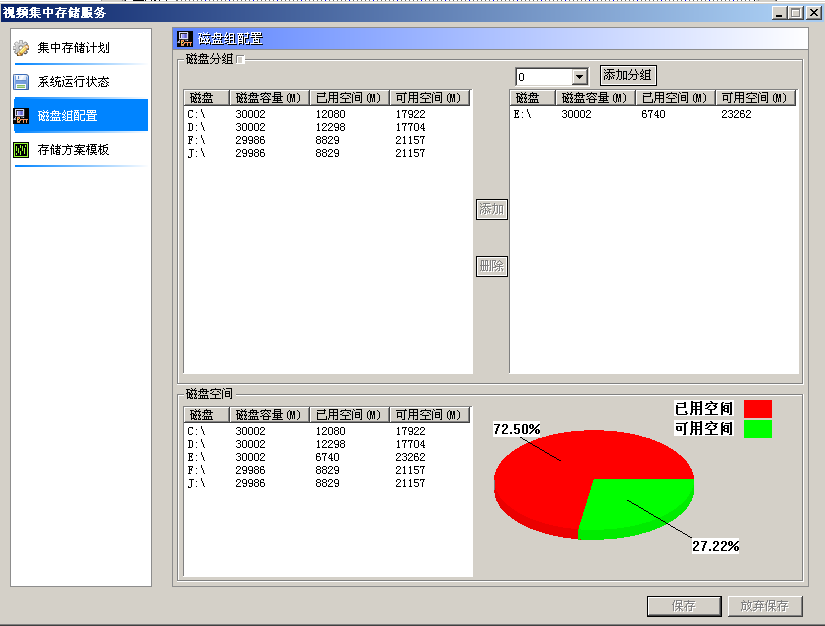 视频集中存储服务
集中存储计划
系统运行状态
磁盘组配置
存储方案模板
磁盘组配置
磁盘分组
磁盘 磁盘容量(M) 已用空间(M) 可用空间(M)
C:\ 30002 12080 17922
D:\ 30002 12298 17704
F:\ 29986 8829 21157
J:\ 29986 8829 21157
添加
删除
0 添加分组
磁盘 磁盘容量(M) 已用空间(M) 可用空间(M)
E:\ 30002 6740 23262
磁盘空间
磁盘 磁盘容量(M) 已用空间(M) 可用空间(M)
C:\ 30002 12080 17922
D:\ 30002 12298 17704
E:\ 30002 6740 23262
F:\ 29986 8829 21157
J:\ 29986 8829 21157
已用空间
可用空间
72.50%
27.22%
保存 放弃保存